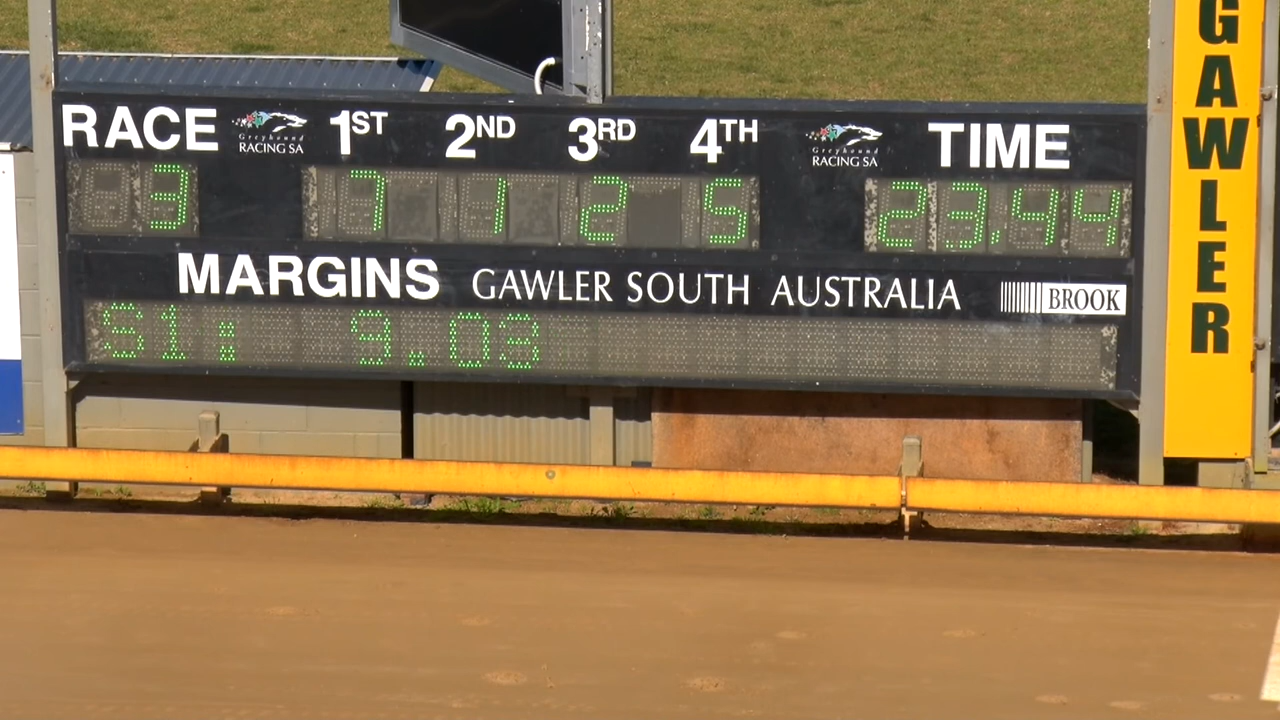 RACE Greyhound RACING SA 1ST 2ND 3RD 4TH Greyhound RACING SA TIME
3 7 1 2 5 23.44
MARGINS GAWLER SOUTH AUSTRALIA BROOK
S1: 9.03
GAWLER